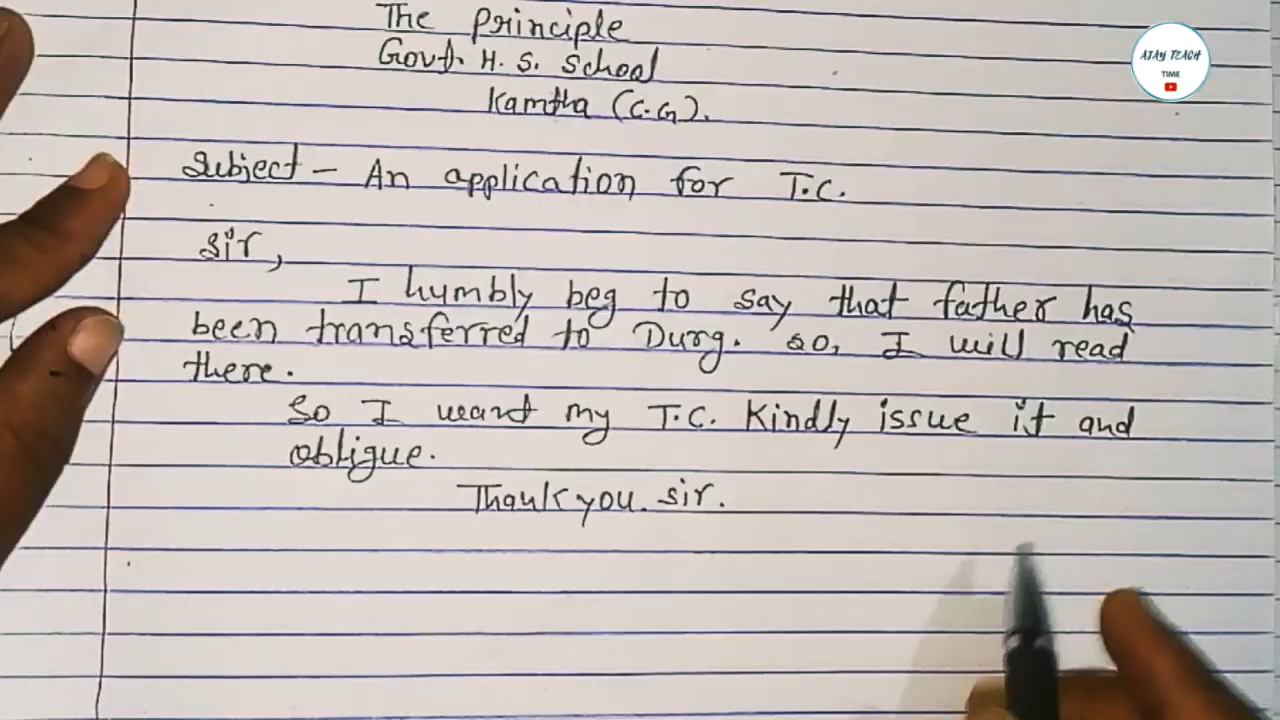 The Principle
Govt. H. S. School
Kamtha (C.G).
AJAY TEACH
TIME
Subject - An application for T.C.
Sir,
I humbly beg to say that father has
been transferred to Durg. so, I will read
there.
So I want my T.C. Kindly issue it and
obligue.
Thank you. Sir.